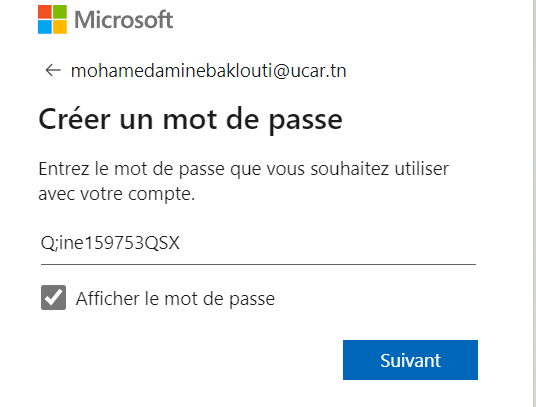 Microsoft
← mohamedaminebaklouti@ucar.tn
Créer un mot de passe
Entrez le mot de passe que vous souhaitez utiliser
avec votre compte.
Q;ine159753QSX
Afficher le mot de passe
Suivant